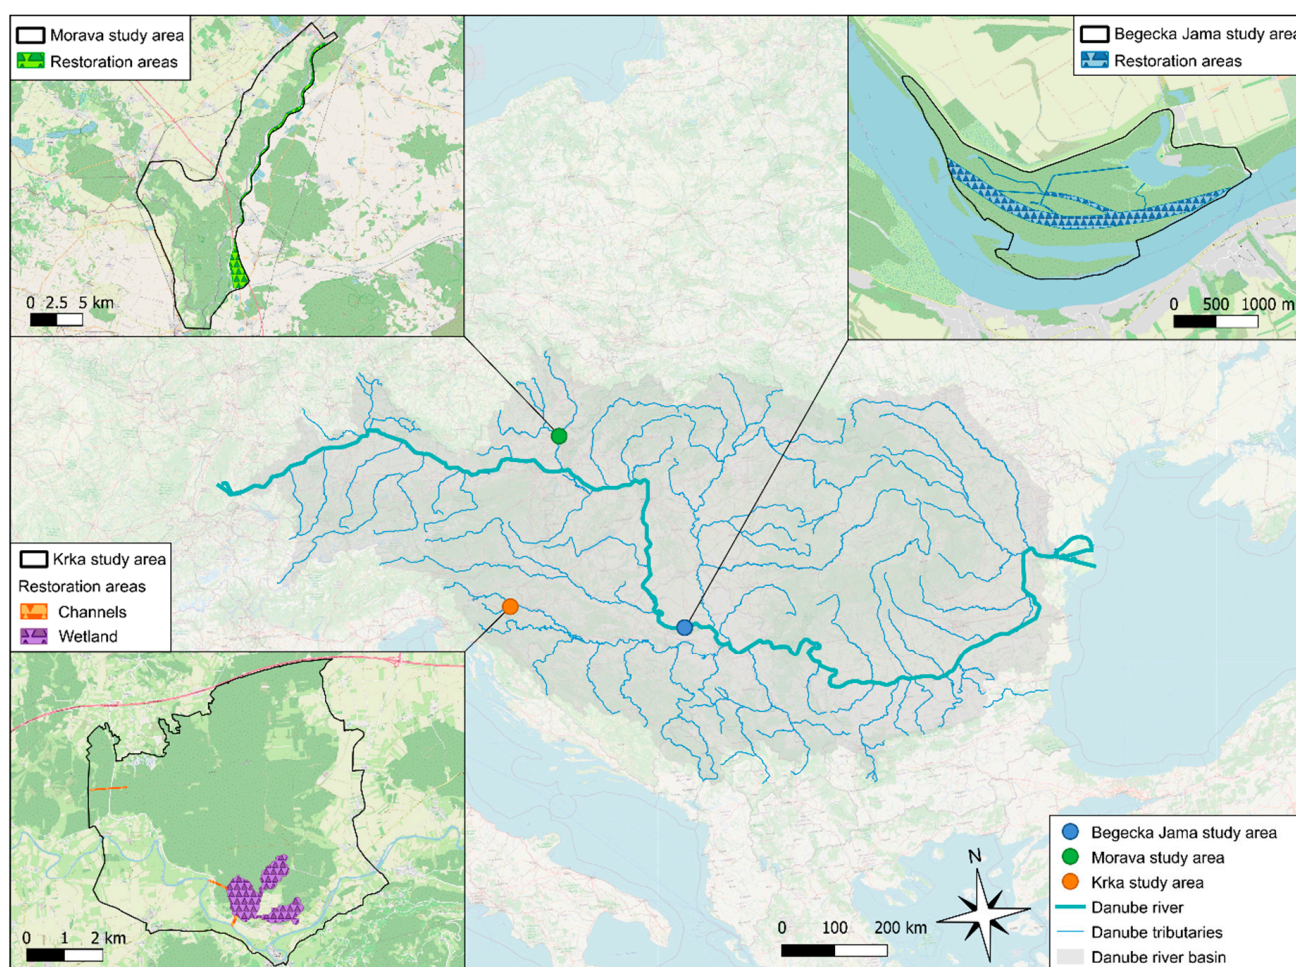 Morava study area
Restoration areas
0 2.5 5 km
Begecka Jama study area
Restoration areas
0 500 1000 m
Krka study area
Restoration areas
Channels
Wetland
0 1 2 km
N
0 100 200 km
Begecka Jama study area
Morava study area
Krka study area
Danube river
Danube tributaries
Danube river basin